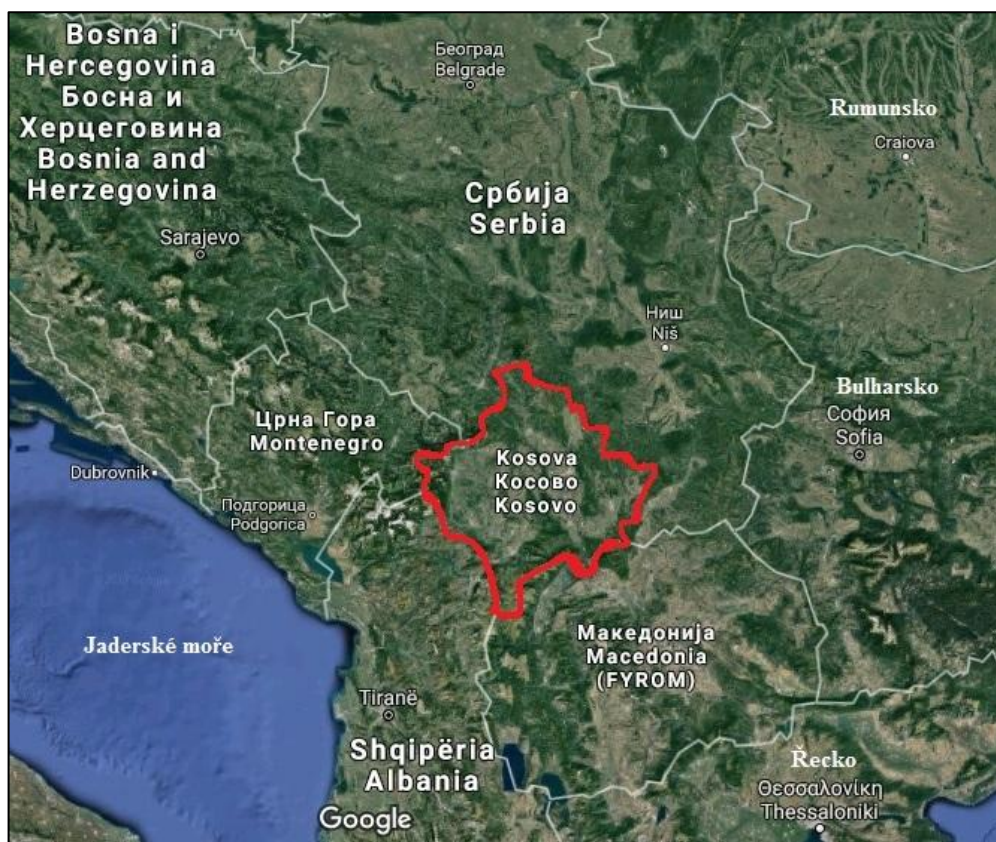 Bosna i
Hercegovina
Босна и
Херцеговина
Bosnia and
Herzegovina
Београд
Belgrade
Rumunsko
Craiova
Србија
Serbia
Sarajevo
Ниш
Niš
Bulharsko
София
Sofia
Црна Гора
Montenegro
Kosova
Косово
Kosovo
Dubrovnik
Подгорица
Podgorica
Jaderské moře
Македонија
Macedonia
(FYROM)
Tiranë
Shqipëria
Albania
Řecko
Θεσσαλονίκη
Thessaloniki
Google